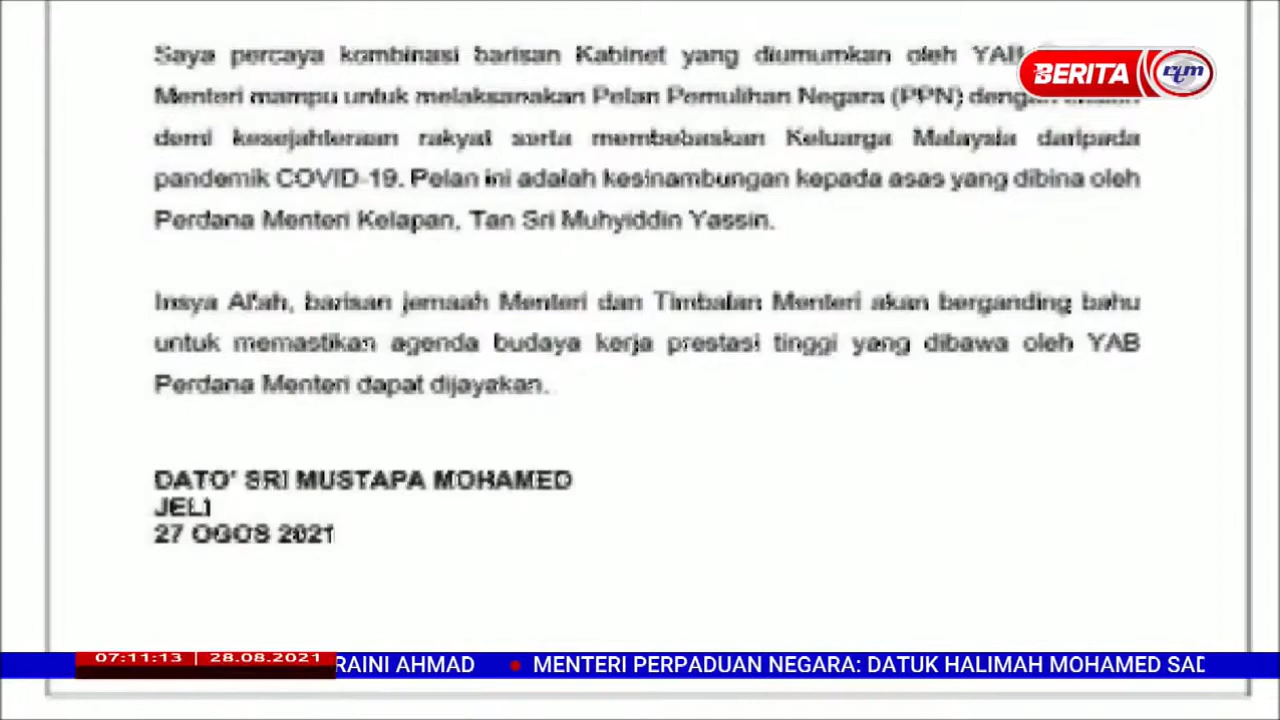 Saya percaya kombinasi barisan Kabinet yang diumumkan oleh YAB
BERITA rtm
Menteri mampu untuk melaksanakan Pelan Pemulihan Negara (PPN) dengan
demi kesejahteraan rakyat serta membebaskan Keluarga Malaysia daripada
pandemik COVID-19. Pelan ini adalah kesinambungan kepada asas yang dibina oleh
Perdana Menteri Kelapan, Tan Sri Muhyiddin Yassin.
Insya Allah, barisan jemaah Menteri dan Timbalan Menteri akan berganding bahu
untuk memastikan agenda budaya kerja prestasi tinggi yang dibawa oleh YAB
Perdana Menteri dapat dijayakan.
DATO' SRI MUSTAPA MOHAMED
JELI
27 OGOS 2021
07:11:13 | 28.08.2021 RAINI AHMAD • MENTERI PERPADUAN NEGARA: DATUK HALIMAH MOHAMED SAD